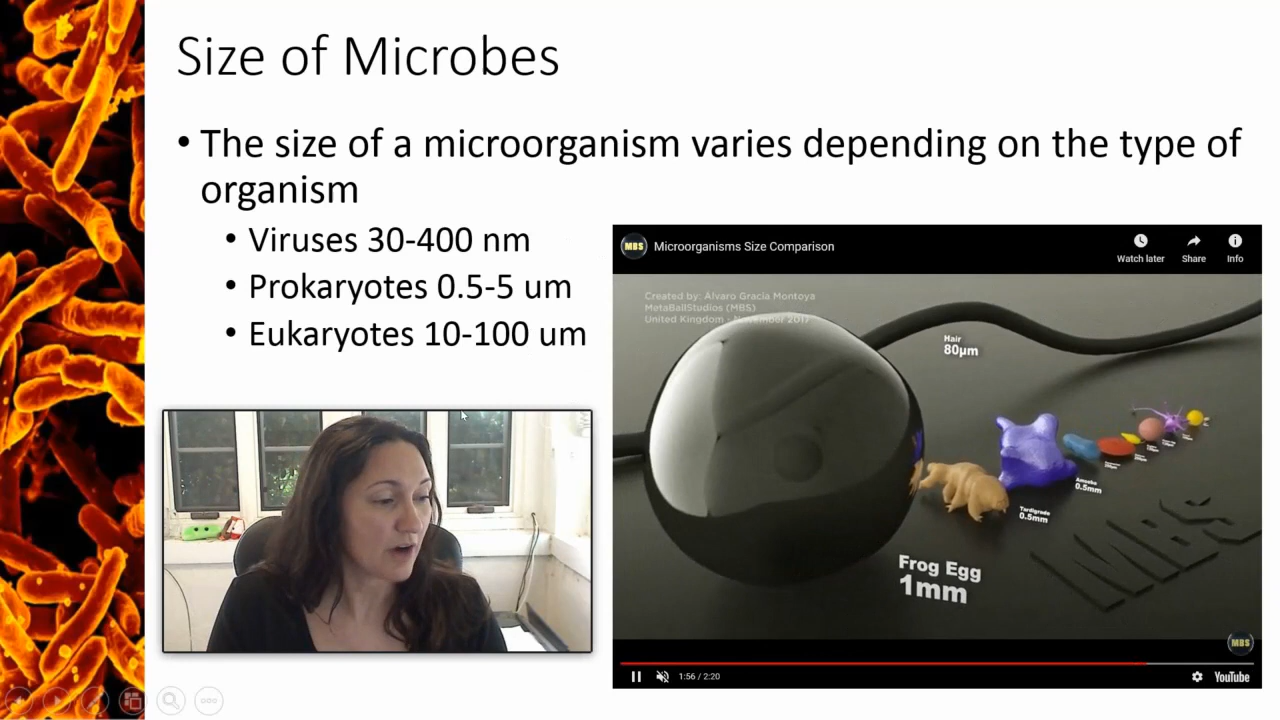 Size of Microbes
• The size of a microorganism varies depending on the type of
organism
• Viruses 30-400 nm
• Prokaryotes 0.5-5 um
• Eukaryotes 10-100 um
MBS
Microorganisms Size Comparison
Watch later
Share
Info
Created by: Alvaro Gracia Montoya
MetaBallStudios (MBS)
United Kingdom - November 2017
Hair
80µm
Amoeba
0.5mm
Tardigrade
0.5mm
Frog Egg
1mm
MBS
MBS
1:56 / 2:20
YouTube